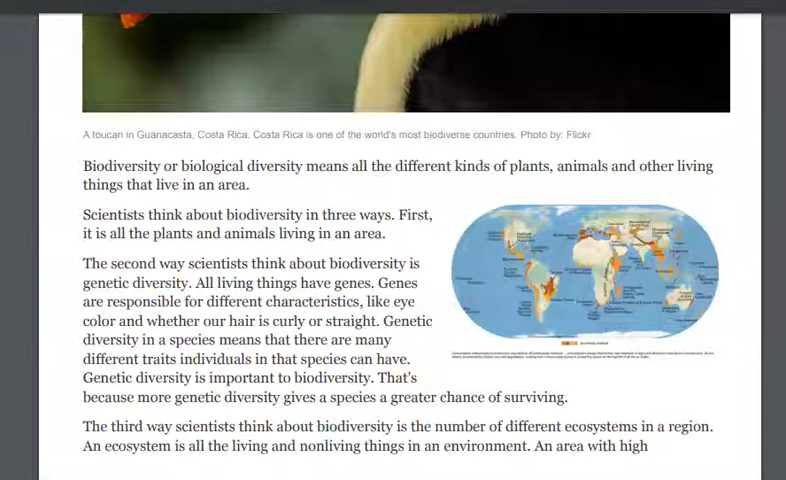 A toucan in Guanacasta, Costa Rica. Costa Rica is one of the world's most biodiverse countries. Photo by: Flickr
Biodiversity or biological diversity means all the different kinds of plants, animals and other living
things that live in an area.
Scientists think about biodiversity in three ways. First,
it is all the plants and animals living in an area.
The second way scientists think about biodiversity is
genetic diversity. All living things have genes. Genes
are responsible for different characteristics, like eye
color and whether our hair is curly or straight. Genetic
diversity in a species means that there are many
different traits individuals in that species can have.
Genetic diversity is important to biodiversity. That's
because more genetic diversity gives a species a greater chance of surviving.
The third way scientists think about biodiversity is the number of different ecosystems in a region.
An ecosystem is all the living and nonliving things in an environment. An area with high